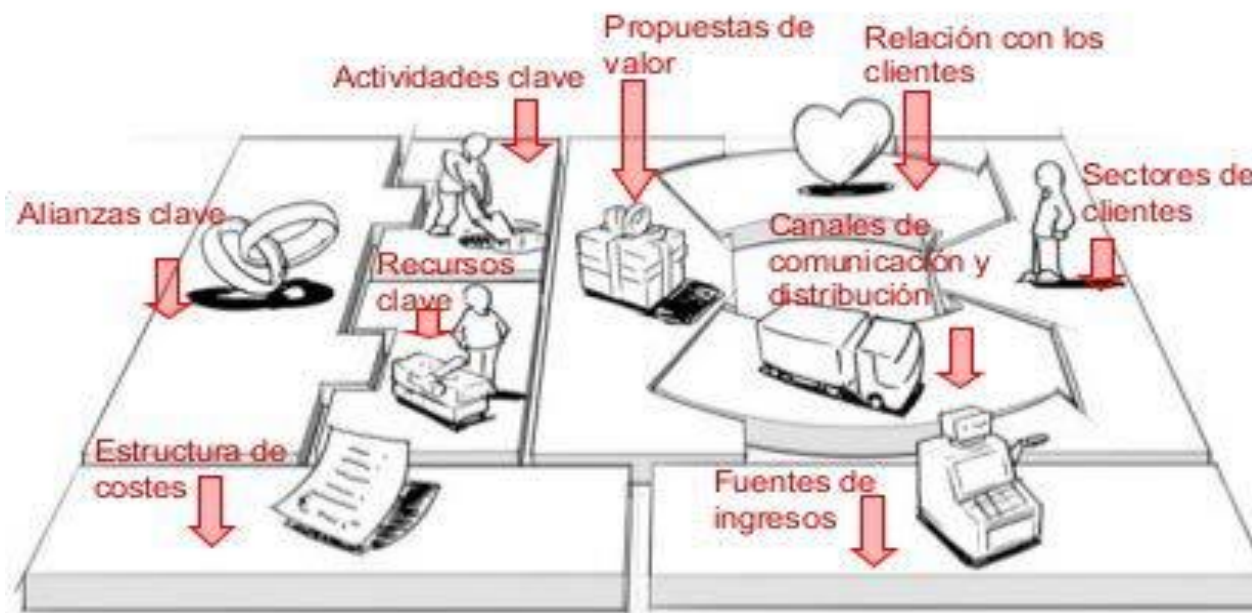 Propuestas de
valor
Relación con los
clientes
Actividades clave
Sectores de
clientes
Alianzas clave
Canales de
comunicación y
distribución
Recursos
clave
Estructura de
costes
Fuentes de
ingresos